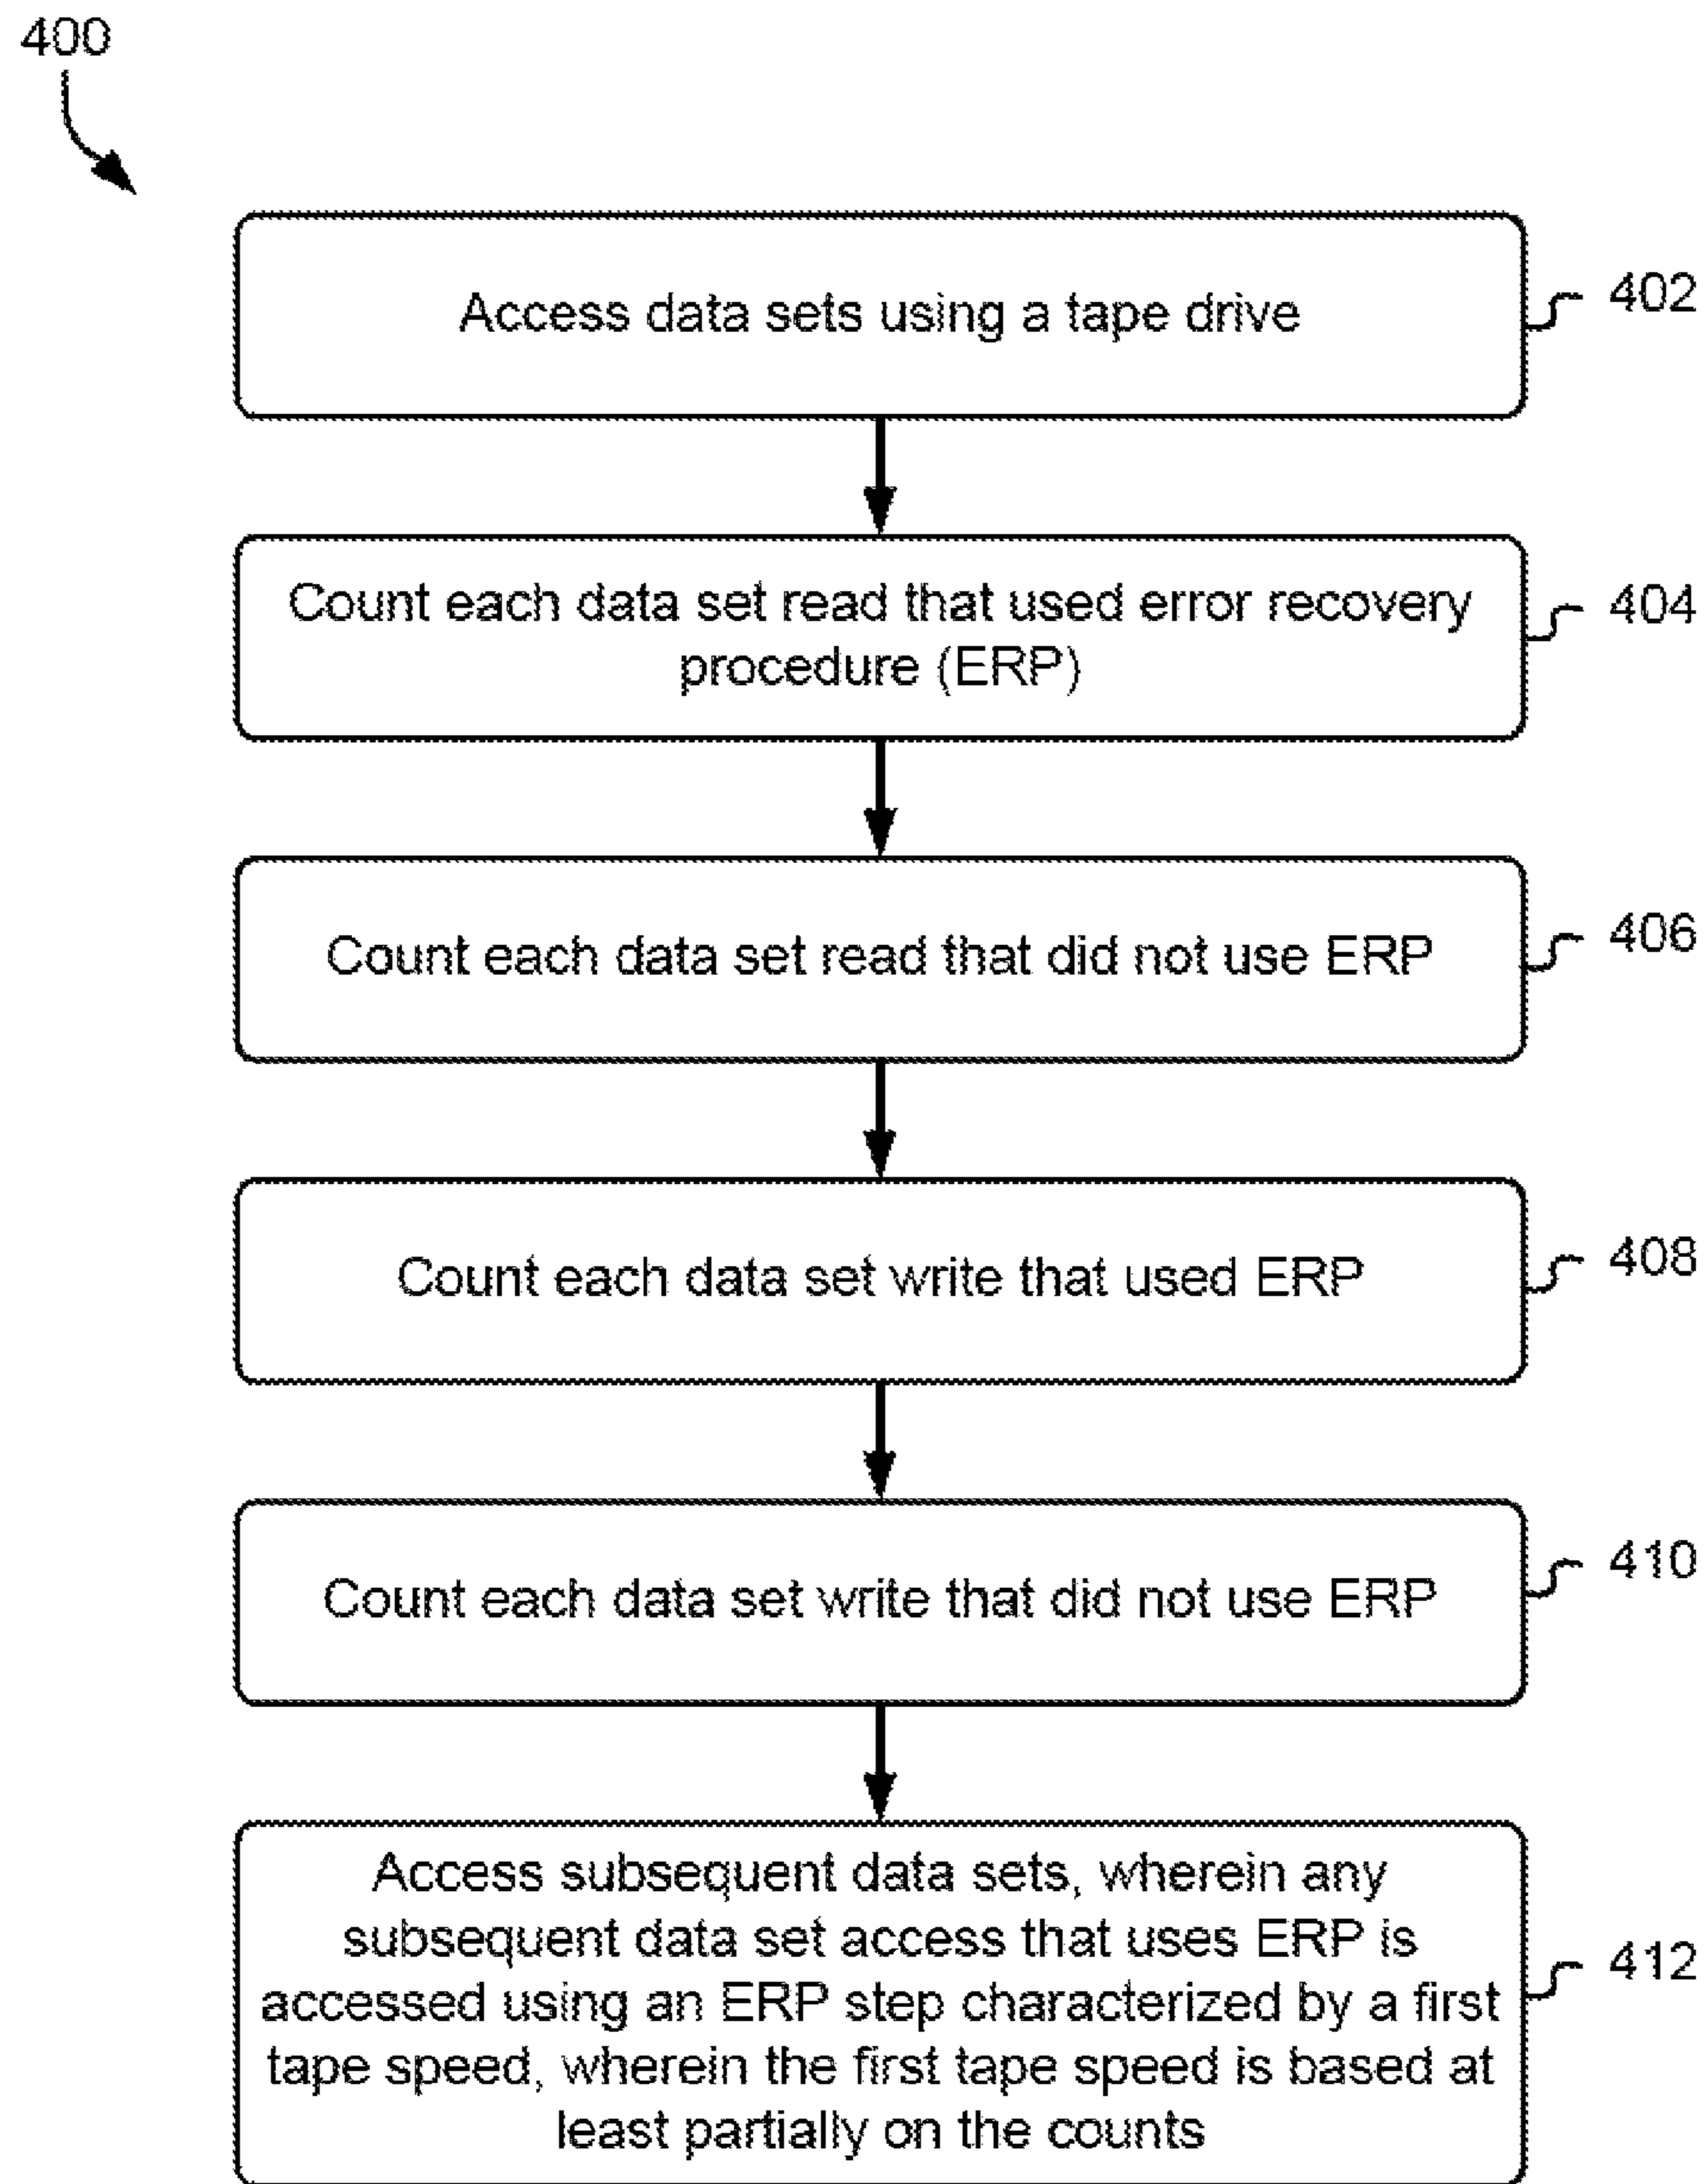 400
Access data sets using a tape drive
402
Count each data set read that used error recovery
procedure (ERP)
404
Count each data set read that did not use ERP
406
Count each data set write that used ERP
408
Count each data set write that did not use ERP
410
Access subsequent data sets, wherein any
subsequent data set access that uses ERP is
accessed using an ERP step characterized by a first
tape speed, wherein the first tape speed is based at
least partially on the counts
412